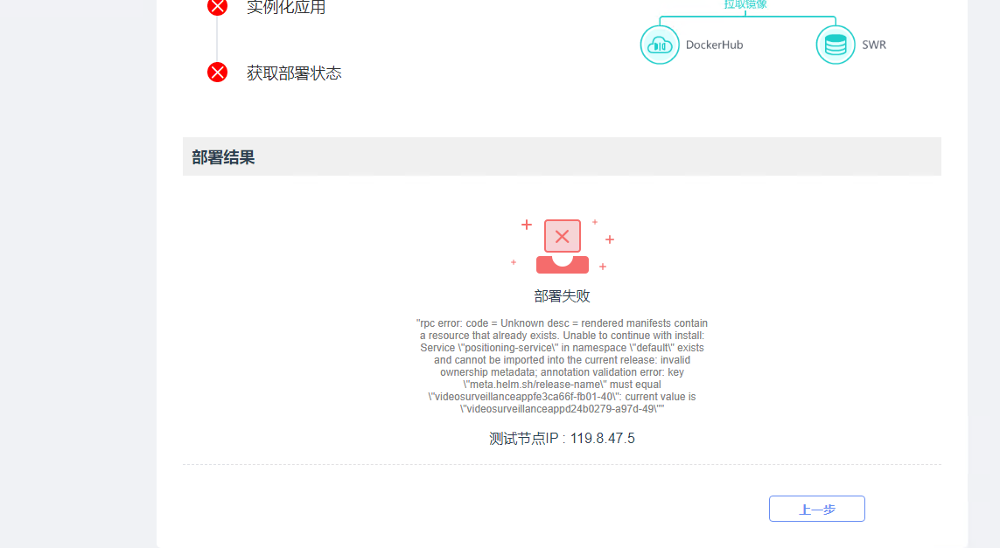 实例化应用
拉取镜像
DockerHub
SWR
获取部署状态
部署结果
部署失败
"rpc error: code = Unknown desc = rendered manifests contain
a resource that already exists. Unable to continue with install:
Service \"positioning-service\" in namespace \"default\" exists
and cannot be imported into the current release: invalid
ownership metadata; annotation validation error: key
\"meta.helm.sh/release-name\" must equal
\"videosurveillanceappfe3ca66f-fb01-40\": current value is
\"videosurveillanceappd24b0279-a97d-49\""
测试节点IP : 119.8.47.5
上一步